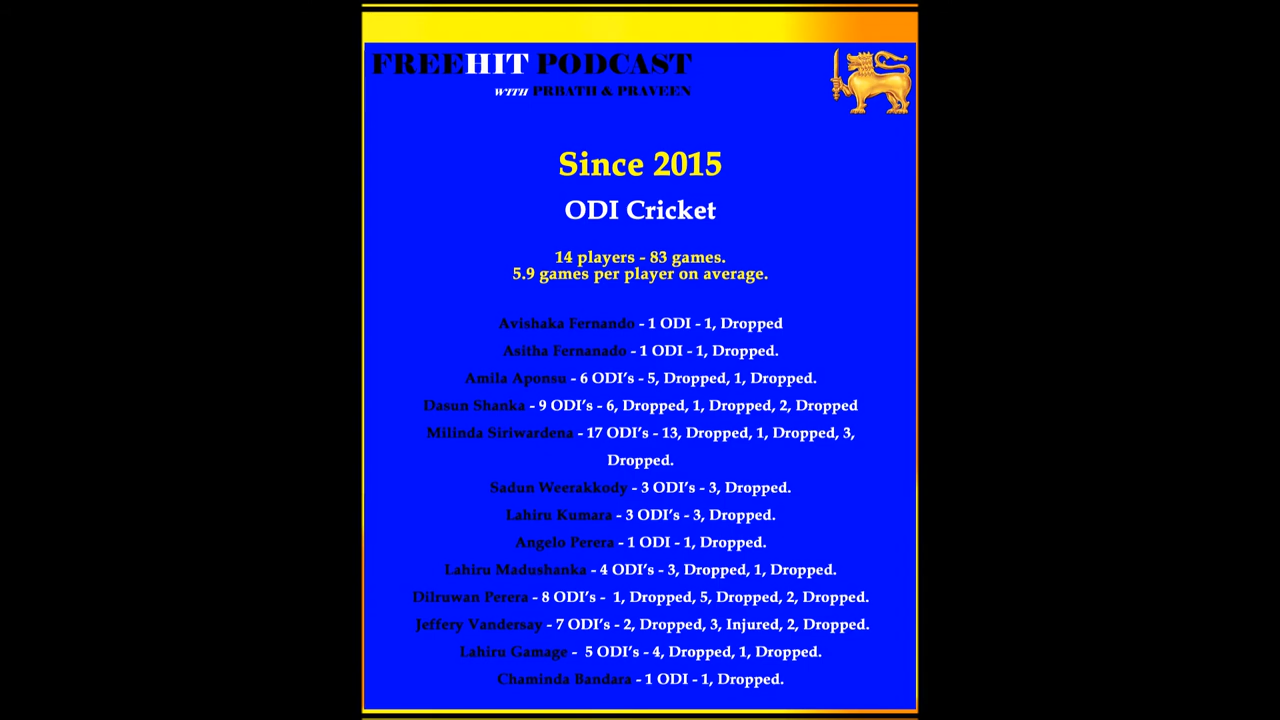 FREEHIT PODCAST
WITH PRBATH & PRAVEEN
Since 2015
ODI Cricket
14 players - 83 games.
5.9 games per player on average.
Avishaka Fernando - 1 ODI - 1, Dropped
Asitha Fernanado - 1 ODI - 1, Dropped.
Amila Aponsu - 6 ODI's - 5, Dropped, 1, Dropped.
Dasun Shanka - 9 ODI's - 6, Dropped, 1, Dropped, 2, Dropped
Milinda Siriwardena - 17 ODI's - 13, Dropped, 1, Dropped, 3,
Dropped.
Sadun Weerakkody - 3 ODI's - 3, Dropped.
Lahiru Kumara - 3 ODI's - 3, Dropped.
Angelo Perera - 1 ODI - 1, Dropped.
Lahiru Madushanka - 4 ODI's - 3, Dropped, 1, Dropped.
Dilruwan Perera - 8 ODI's - 1, Dropped, 5, Dropped, 2, Dropped.
Jeffery Vandersay - 7 ODI's - 2, Dropped, 3, Injured, 2, Dropped.
Lahiru Gamage - 5 ODI's - 4, Dropped, 1, Dropped.
Chaminda Bandara - 1 ODI - 1, Dropped.